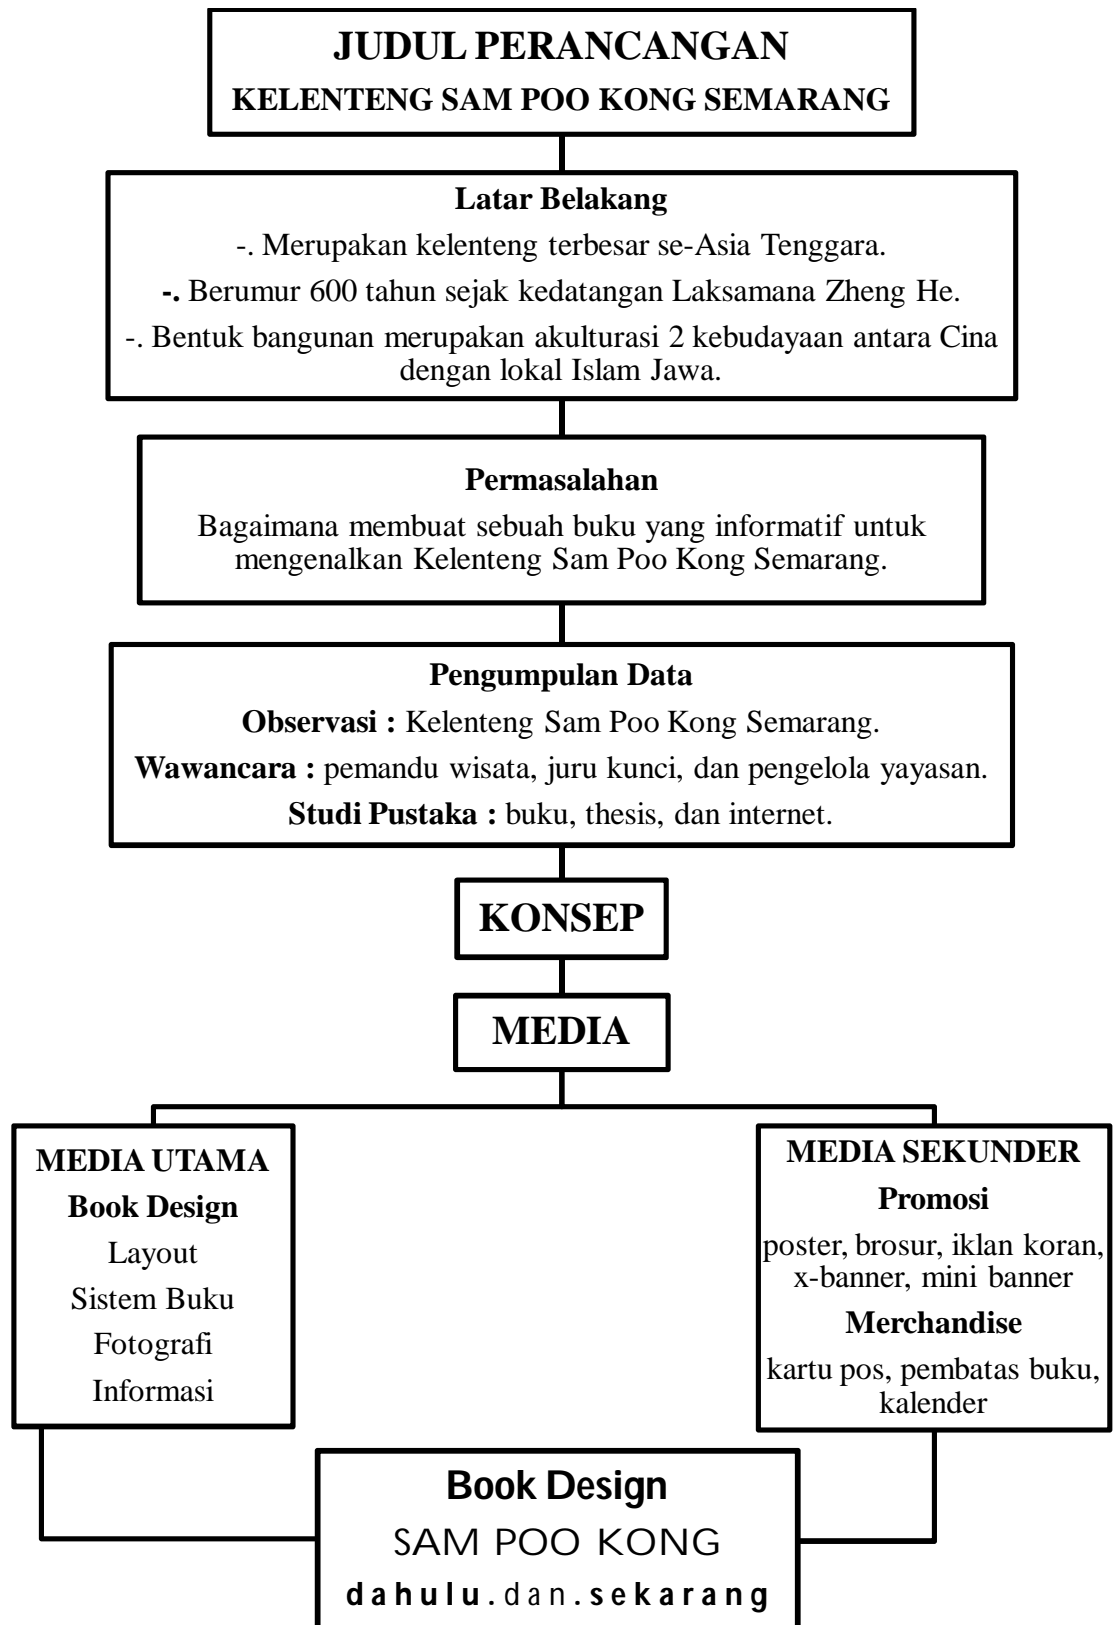 JUDUL PERANCANGAN
KELENTENG SAM POO KONG SEMARANG
Latar Belakang
-. Merupakan kelenteng terbesar se-Asia Tenggara.
-. Berumur 600 tahun sejak kedatangan Laksamana Zheng He.
-. Bentuk bangunan merupakan akulturasi 2 kebudayaan antara Cina
dengan lokal Islam Jawa.
Permasalahan
Bagaimana membuat sebuah buku yang informatif untuk
mengenalkan Kelenteng Sam Poo Kong Semarang.
Pengumpulan Data
Observasi : Kelenteng Sam Poo Kong Semarang.
Wawancara : pemandu wisata, juru kunci, dan pengelola yayasan.
Studi Pustaka : buku, thesis, dan internet.
KONSEP
MEDIA
MEDIA UTAMA
Book Design
Layout
Sistem Buku
Fotografi
Informasi
MEDIA SEKUNDER
Promosi
poster, brosur, iklan koran,
x-banner, mini banner
Merchandise
kartu pos, pembatas buku,
kalender
Book Design
SAM POO KONG
dahulu.dan.sekarang